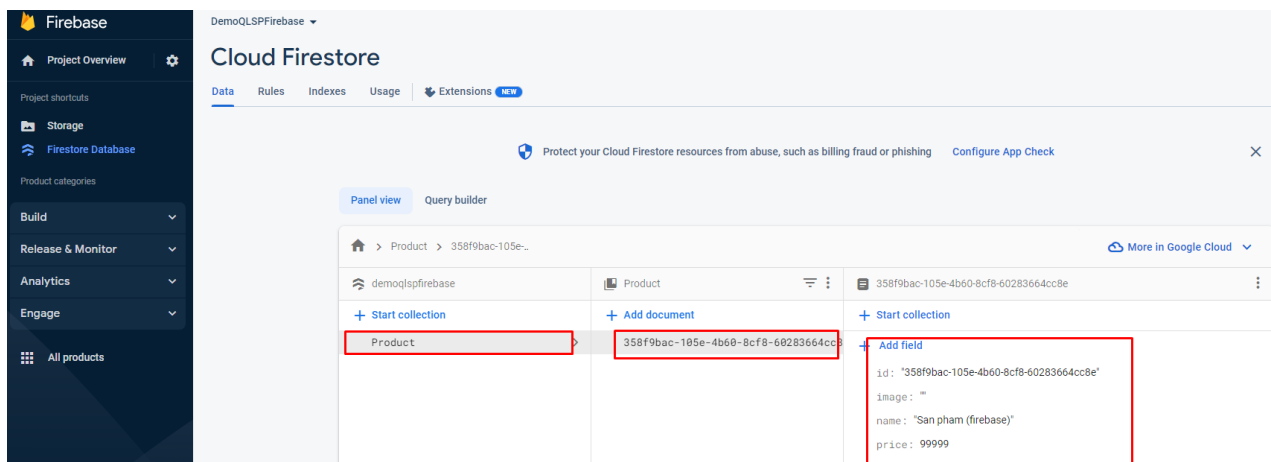 Firebase
Project Overview
Project shortcuts
Storage
Firestore Database
Product categories
Build
Release & Monitor
Analytics
Engage
All products
DemoQLSPFirebase
Cloud Firestore
Data Rules Indexes Usage Extensions NEW
Protect your Cloud Firestore resources from abuse, such as billing fraud or phishing Configure App Check
Panel view Query builder
Product > 358f9bac-105e-... More in Google Cloud
demoqlspfirebase
Start collection
Product
Product
Add document
358f9bac-105e-4b60-8cf8-60283664cc8
358f9bac-105e-4b60-8cf8-60283664cc8e
Start collection
Add field
id: "358f9bac-105e-4b60-8cf8-60283664cc8e"
image: ""
name: "San pham (firebase)"
price: 99999